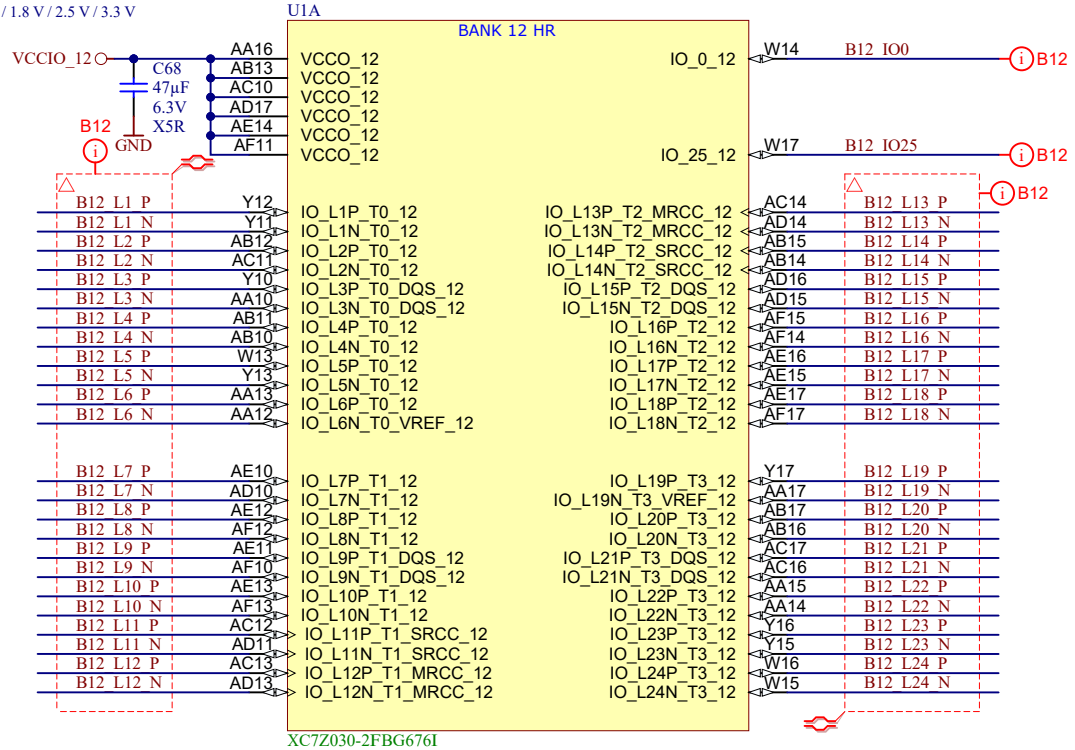 / 1.8 V / 2.5 V / 3.3 V
U1A
BANK 12 HR
VCCIO_12
C68
47µF
6.3V
X5R
GND
B12
i
AA16 VCCO_12
AB13 VCCO_12
AC10 VCCO_12
AD17 VCCO_12
AE14 VCCO_12
AF11 VCCO_12
IO_0_12 W14 B12_IO0 i B12
IO_25_12 W17 B12_IO25 i B12
i B12
B12_L1_P Y12 IO_L1P_T0_12
B12_L1_N Y11 IO_L1N_T0_12
B12_L2_P AB12 IO_L2P_T0_12
B12_L2_N AC11 IO_L2N_T0_12
B12_L3_P Y10 IO_L3P_T0_DQS_12
B12_L3_N AA10 IO_L3N_T0_DQS_12
B12_L4_P AB11 IO_L4P_T0_12
B12_L4_N AB10 IO_L4N_T0_12
B12_L5_P W13 IO_L5P_T0_12
B12_L5_N Y13 IO_L5N_T0_12
B12_L6_P AA13 IO_L6P_T0_12
B12_L6_N AA12 IO_L6N_T0_VREF_12
B12_L7_P AE10 IO_L7P_T1_12
B12_L7_N AD10 IO_L7N_T1_12
B12_L8_P AE12 IO_L8P_T1_12
B12_L8_N AF12 IO_L8N_T1_12
B12_L9_P AE11 IO_L9P_T1_DQS_12
B12_L9_N AF10 IO_L9N_T1_DQS_12
B12_L10_P AE13 IO_L10P_T1_12
B12_L10_N AF13 IO_L10N_T1_12
B12_L11_P AC12 IO_L11P_T1_SRCC_12
B12_L11_N AD11 IO_L11N_T1_SRCC_12
B12_L12_P AC13 IO_L12P_T1_MRCC_12
B12_L12_N AD13 IO_L12N_T1_MRCC_12
IO_L13P_T2_MRCC_12 AC14 B12_L13_P
IO_L13N_T2_MRCC_12 AD14 B12_L13_N
IO_L14P_T2_SRCC_12 AB15 B12_L14_P
IO_L14N_T2_SRCC_12 AB14 B12_L14_N
IO_L15P_T2_DQS_12 AD16 B12_L15_P
IO_L15N_T2_DQS_12 AD15 B12_L15_N
IO_L16P_T2_12 AF15 B12_L16_P
IO_L16N_T2_12 AF14 B12_L16_N
IO_L17P_T2_12 AE16 B12_L17_P
IO_L17N_T2_12 AE15 B12_L17_N
IO_L18P_T2_12 AE17 B12_L18_P
IO_L18N_T2_12 AF17 B12_L18_N
IO_L19P_T3_12 Y17 B12_L19_P
IO_L19N_T3_VREF_12 AA17 B12_L19_N
IO_L20P_T3_12 AB17 B12_L20_P
IO_L20N_T3_12 AB16 B12_L20_N
IO_L21P_T3_DQS_12 AC17 B12_L21_P
IO_L21N_T3_DQS_12 AC16 B12_L21_N
IO_L22P_T3_12 AA15 B12_L22_P
IO_L22N_T3_12 AA14 B12_L22_N
IO_L23P_T3_12 Y16 B12_L23_P
IO_L23N_T3_12 Y15 B12_L23_N
IO_L24P_T3_12 W16 B12_L24_P
IO_L24N_T3_12 W15 B12_L24_N
XC7Z030-2FBG676I